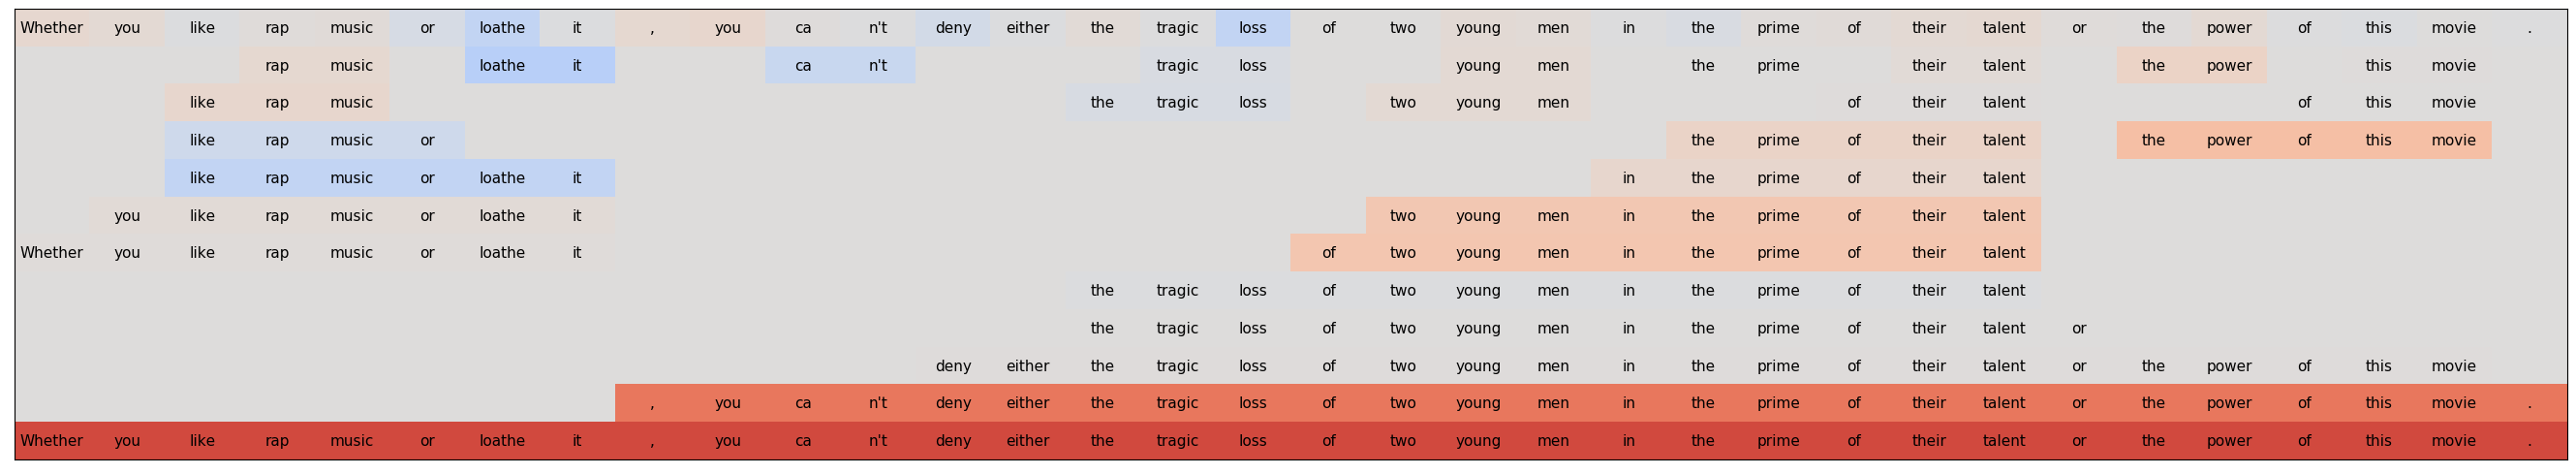 Whether you like rap music or loathe it , you ca n't deny either the tragic loss of two young men in the prime of their talent or the power of this movie .
rap music loathe it ca n't tragic loss young men the prime their talent the power this movie
like rap music the tragic loss two young men of their talent of this movie
like rap music or the prime of their talent the power of this movie
like rap music or loathe it in the prime of their talent
you like rap music or loathe it two young men in the prime of their talent
Whether you like rap music or loathe it of two young men in the prime of their talent
the tragic loss of two young men in the prime of their talent
the tragic loss of two young men in the prime of their talent or
deny either the tragic loss of two young men in the prime of their talent or the power of this movie
, you ca n't deny either the tragic loss of two young men in the prime of their talent or the power of this movie .
Whether you like rap music or loathe it , you ca n't deny either the tragic loss of two young men in the prime of their talent or the power of this movie .